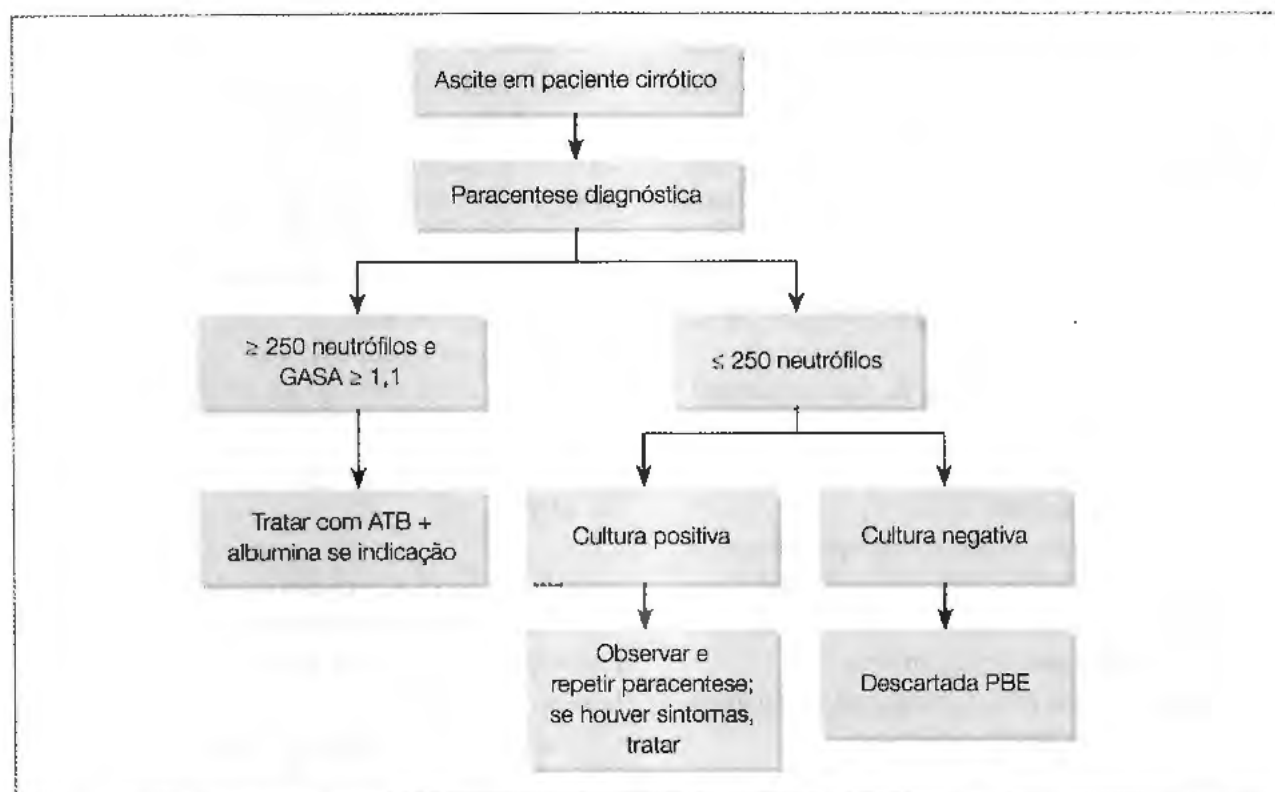 Ascite em paciente cirrótico
Paracentese diagnóstica
≥ 250 neutrófilos e
GASA ≥ 1,1
≤ 250 neutrófilos
Tratar com ATB +
albumina se indicação
Cultura positiva
Cultura negativa
Observar e
repetir paracentese;
se houver sintomas,
tratar
Descartada PBE